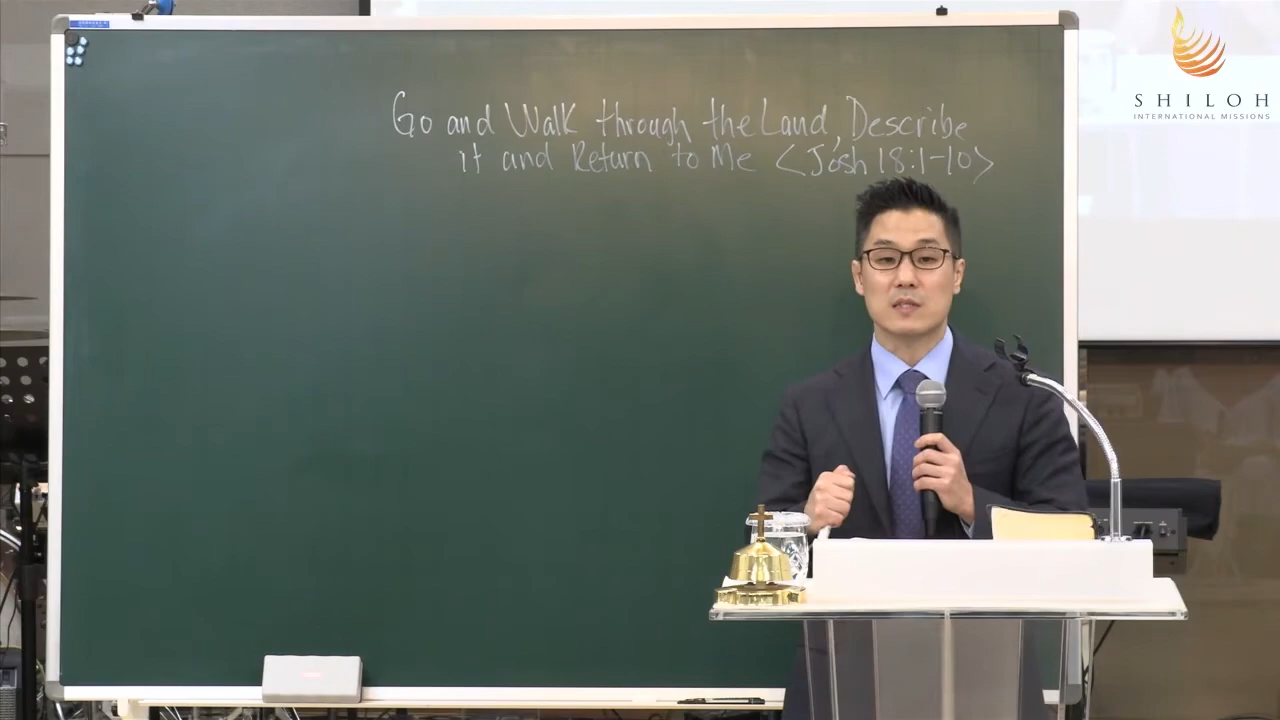 Go and Walk through the Land, Describe
it and Return to Me <Josh 18:1-10>
SHILOH
INTERNATIONAL MISSIONS